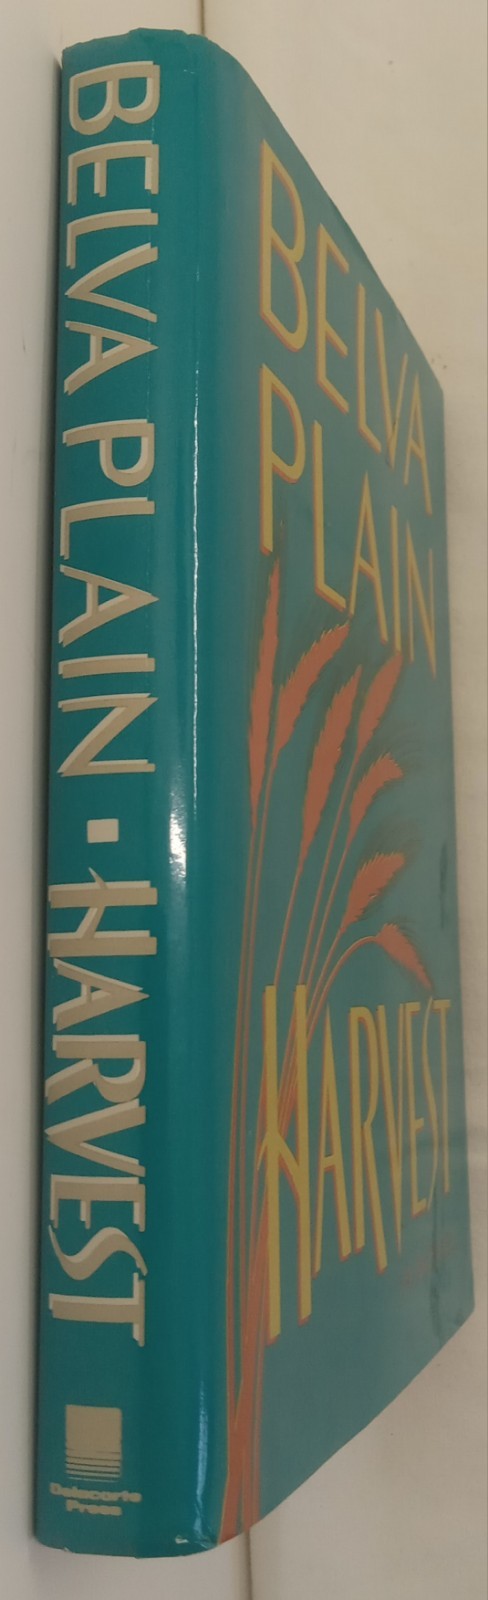 BELVA PLAIN ▪ HARVEST
Delacorte
Press
BELVA
PLAIN
HARVEST